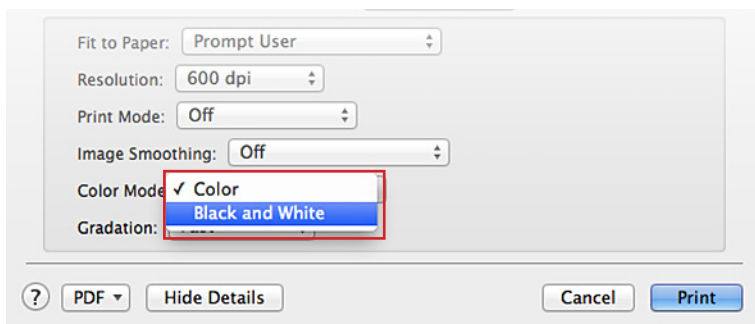 Fit to Paper: Prompt User
Resolution: 600 dpi
Print Mode: Off
Image Smoothing: Off
Color Mode ✓ Color
Black and White
Gradation:
? PDF Hide Details Cancel Print